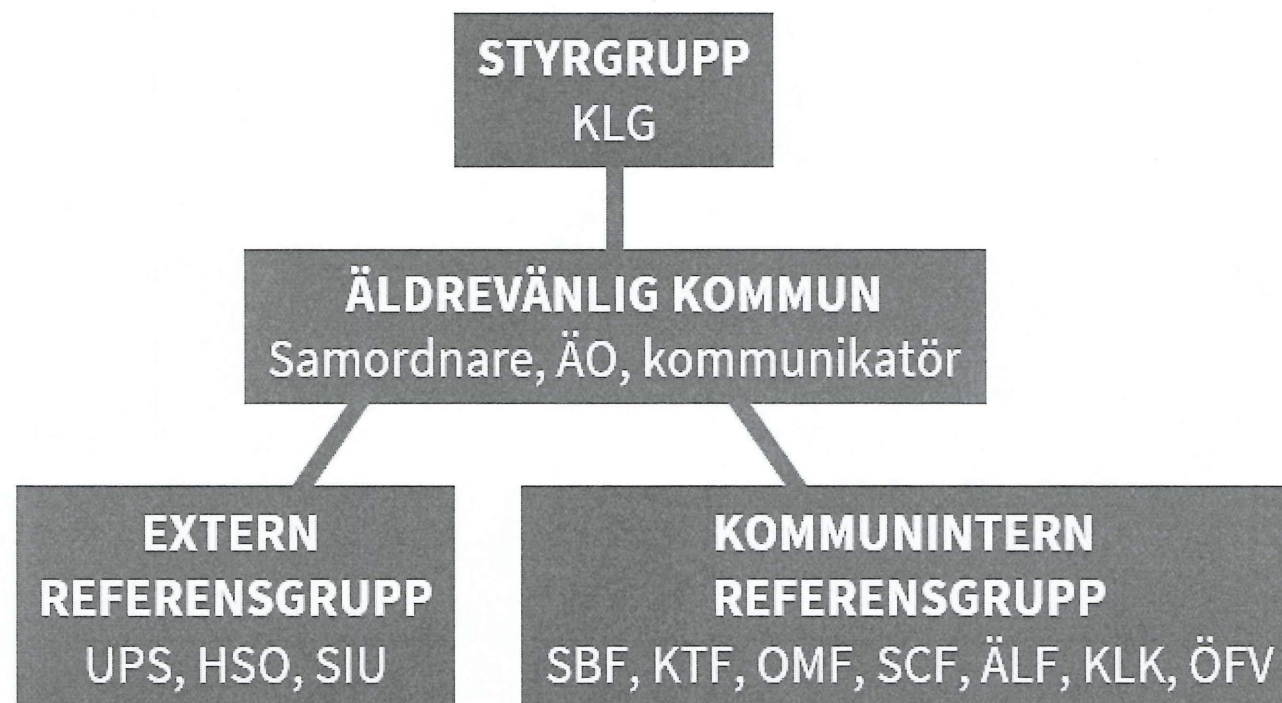 STYRGRUPP
KLG
ÄLDREVÄNLIG KOMMUN
Samordnare, ÄO, kommunikatör
EXTERN
REFERENSGRUPP
UPS, HSO, SIU
KOMMUNINTERN
REFERENSGRUPP
SBF, KTF, OMF, SCF, ÄLF, KLK, ÖFV